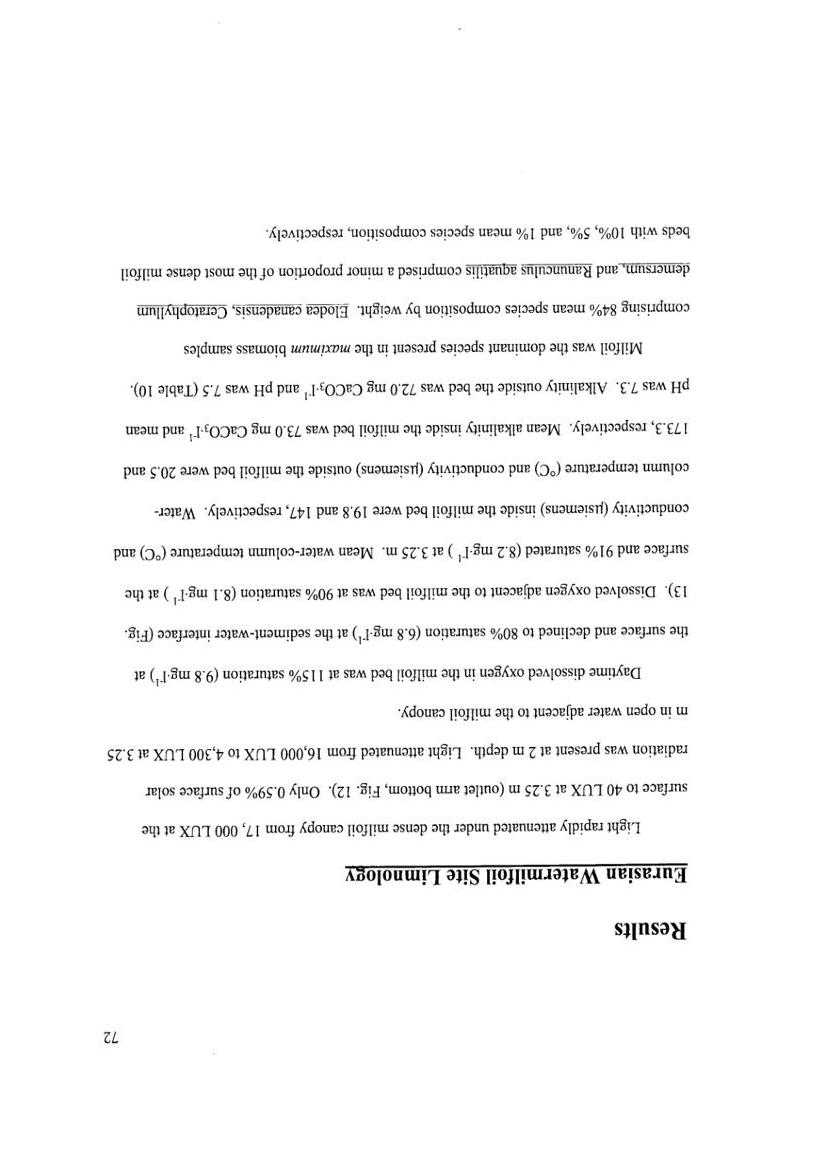 72
Results
Eurasian Watermilfoil Site Limnology
Light rapidly attenuated under the dense milfoil canopy from 17, 000 LUX at the
surface to 40 LUX at 3.25 m (outlet arm bottom, Fig. 12). Only 0.59% of surface solar
radiation was present at 2 m depth. Light attenuated from 16,000 LUX to 4,300 LUX at 3.25
m in open water adjacent to the milfoil canopy.
Daytime dissolved oxygen in the milfoil bed was at 115% saturation (9.8 mg·l⁻¹) at
the surface and declined to 80% saturation (6.8 mg·l⁻¹) at the sediment-water interface (Fig.
13). Dissolved oxygen adjacent to the milfoil bed was at 90% saturation (8.1 mg·l⁻¹ ) at the
surface and 91% saturated (8.2 mg·l⁻¹ ) at 3.25 m. Mean water-column temperature (°C) and
conductivity (µsiemens) inside the milfoil bed were 19.8 and 147, respectively. Water-
column temperature (°C) and conductivity (µsiemens) outside the milfoil bed were 20.5 and
173.3, respectively. Mean alkalinity inside the milfoil bed was 73.0 mg CaCO₃·l⁻¹ and mean
pH was 7.3. Alkalinity outside the bed was 72.0 mg CaCO₃·l⁻¹ and pH was 7.5 (Table 10).
Milfoil was the dominant species present in the maximum biomass samples
comprising 84% mean species composition by weight. Elodea canadensis, Ceratophyllum
demersum, and Ranunculus aquatilis comprised a minor proportion of the most dense milfoil
beds with 10%, 5%, and 1% mean species composition, respectively.